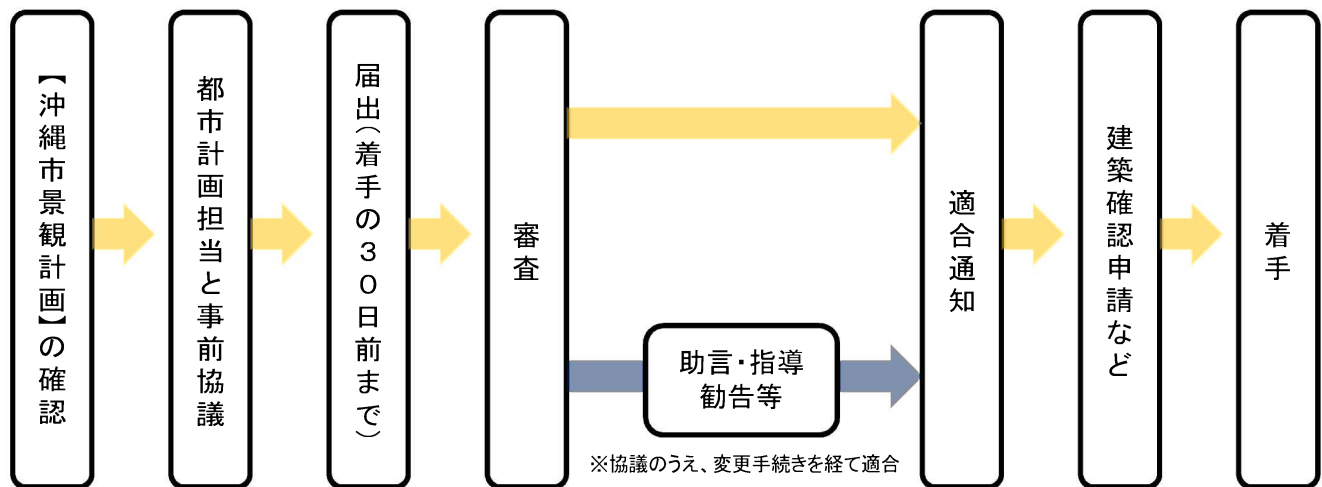 【沖縄市景観計画】の確認
都市計画担当と事前協議
届出（着手の３０日前まで）
審査
助言・指導
勧告等
※協議のうえ、変更手続きを経て適合
適合通知
建築確認申請など
着手